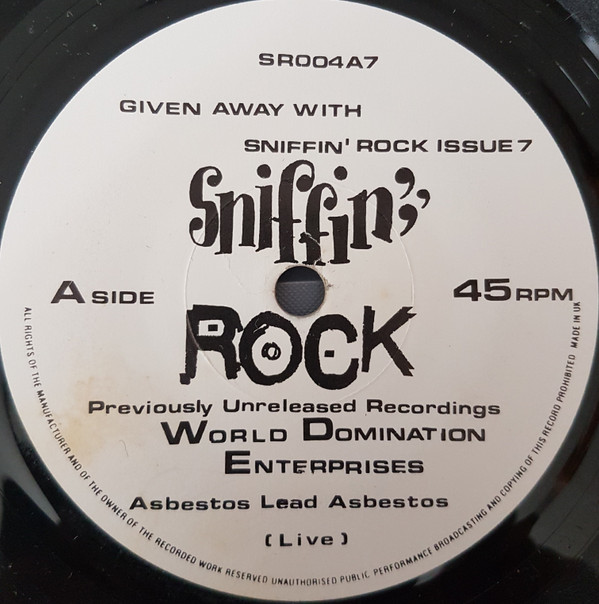 SR004A7
GIVEN AWAY WITH
SNIFFIN' ROCK ISSUE 7
Sniffin'
A SIDE
45 RPM
ROCK
Previously Unreleased Recordings
WORLD DOMINATION
ENTERPRISES
Asbestos Lead Asbestos
(Live)
ALL RIGHTS OF THE MANUFACTURER AND OF THE OWNER OF THE RECORDED WORK RESERVED UNAUTHORISED PUBLIC PERFORMANCE BROADCASTING AND COPYING OF THIS RECORD PROHIBITED MADE IN UK